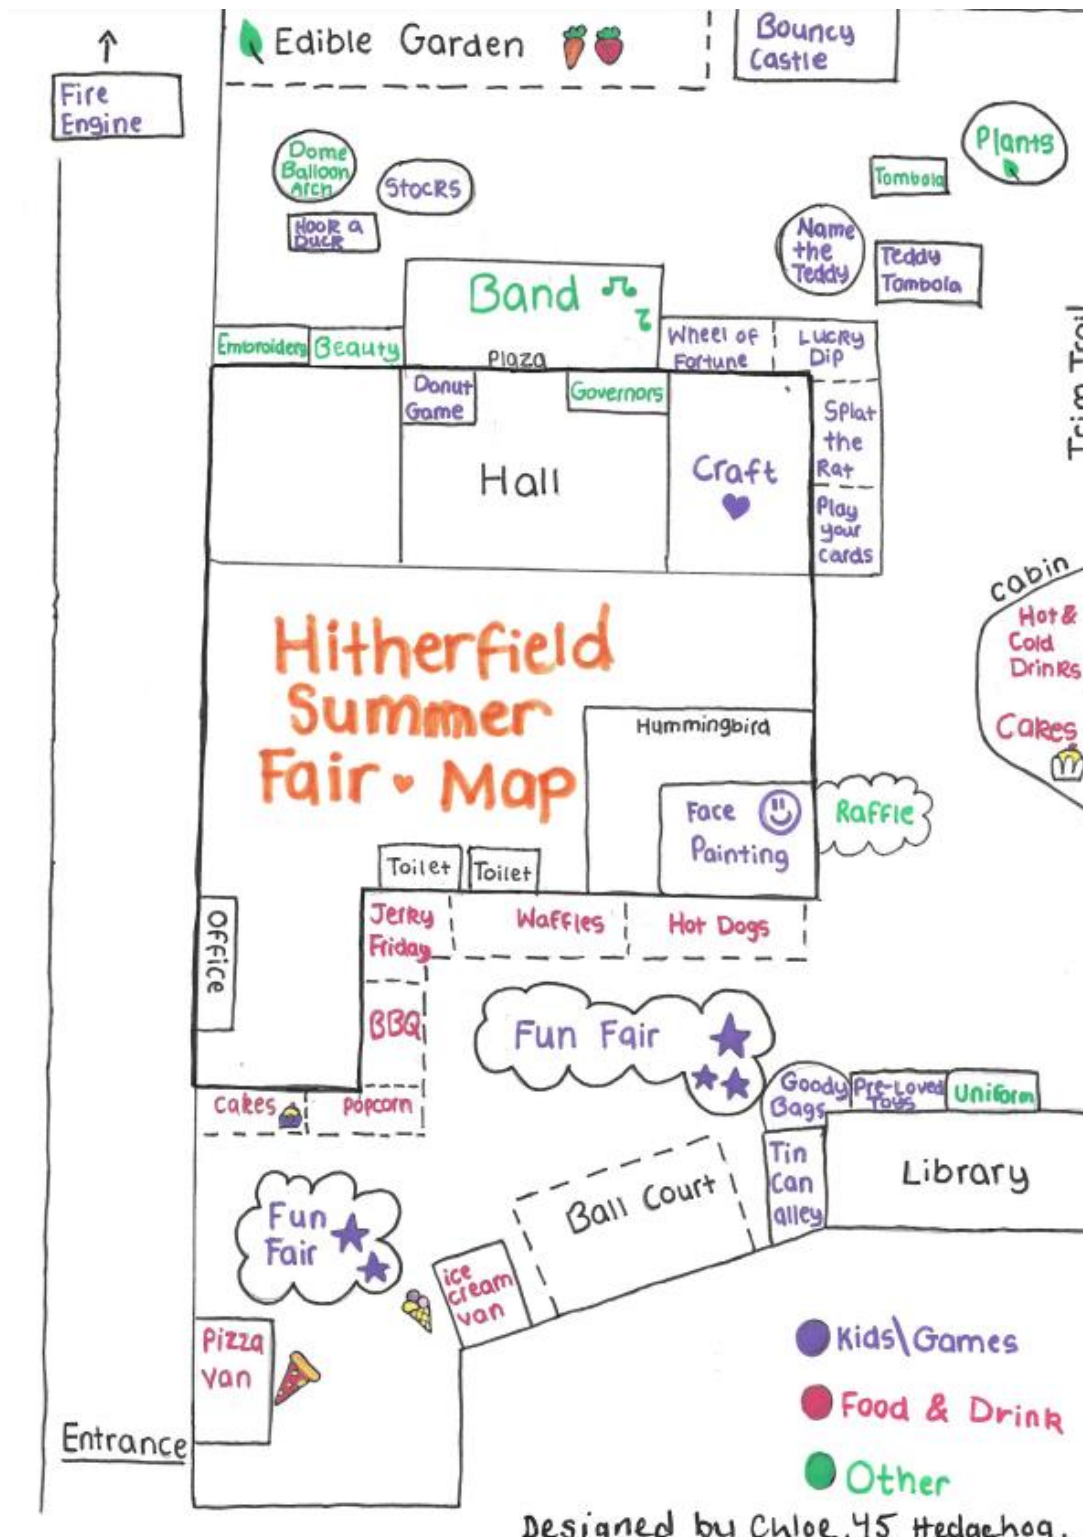 Edible Garden
Bouncy
Castle
Fire
Engine
Dome
Balloon
Arch
Stocks
Hook a
Duck
Plants
Tombola
Name
the
Teddy
Teddy
Tombola
Band
Plaza
Embroidery
Beauty
Wheel of
Fortune
Lucky
Dip
Trim Trail
Donut
Game
Governors
Hall
Craft
Splat
the
Rat
Play
your
cards
cabin
Hot &
Cold
Drinks
Cakes
Hitherfield
Summer
Fair Map
Hummingbird
Face
Painting
Raffle
Toilet
Toilet
Office
Jerky
Friday
Waffles
Hot Dogs
BBQ
Cakes
Popcorn
Fun Fair
Goody
Bags
Pre-Loved
Toys
Uniform
Tin
Can
alley
Library
Ball Court
Fun
Fair
ice
cream
van
Pizza
van
Entrance
Kids\Games
Food & Drink
Other
Designed by Chloe, Y5 Hedgehog.